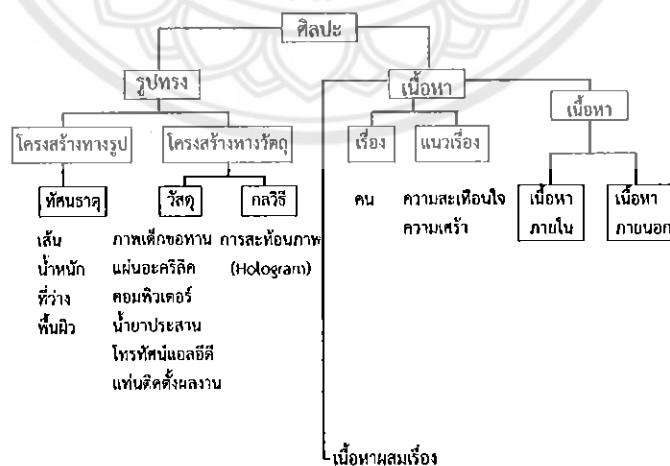 ศิลปะ
รูปทรง
เนื้อหา
เนื้อหา
โครงสร้างทางรูป
โครงสร้างทางวัตถุ
เรื่อง
แนวเรื่อง
ทัศนธาตุ
วัสดุ
กลวิธี
คน
ความสะเทือนใจ
ความเศร้า
เนื้อหา
ภายใน
เนื้อหา
ภายนอก
เส้น
น้ำหนัก
ที่ว่าง
พื้นผิว
ภาพเด็กขอทาน
แผ่นอะคริลิค
คอมพิวเตอร์
น้ำยาประสาน
โทรทัศน์แอลอีดี
แท่นติดตั้งผลงาน
การสะท้อนภาพ
(Hologram)
เนื้อหาผสมเรื่อง